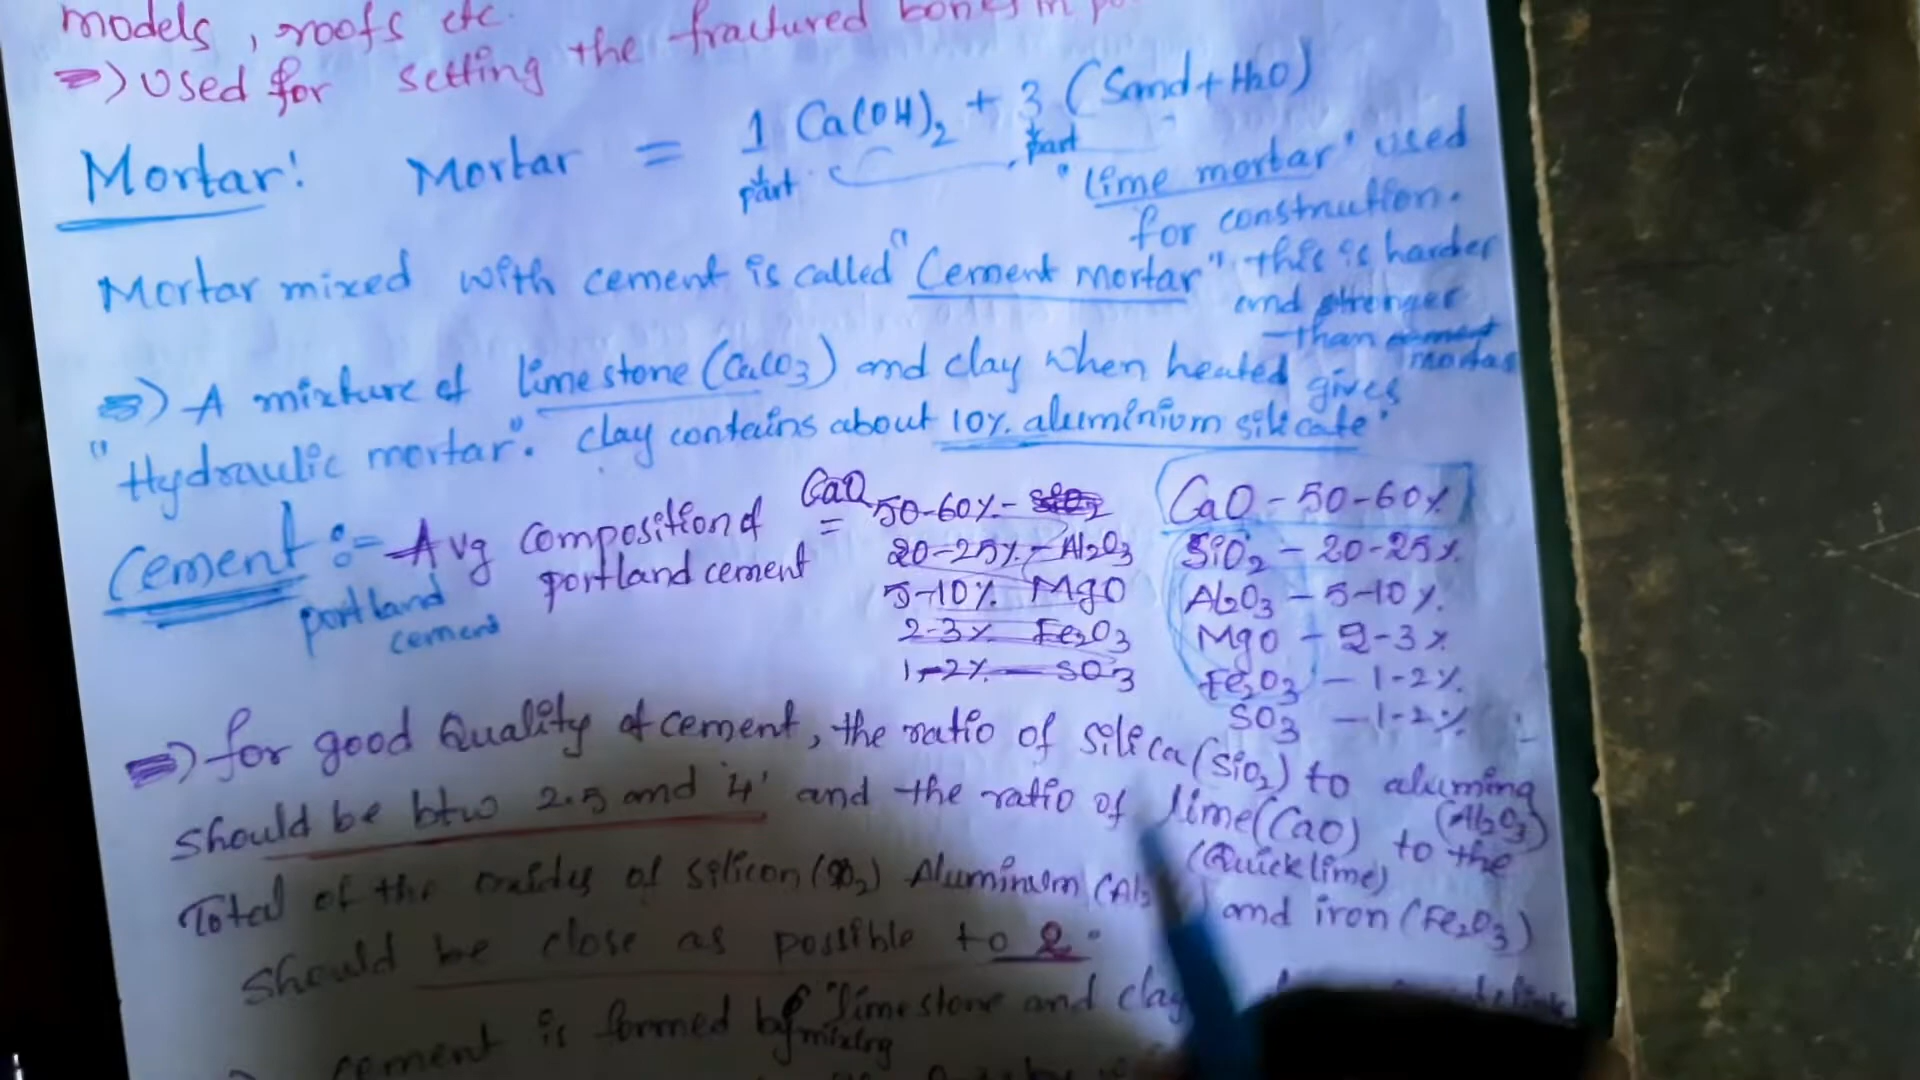 models, roofs etc.
=> Used for setting the fractured bones in
Mortar: Mortar = 1 Ca(OH)2 + 3 (Sand + H2O)
part part
"lime mortar" used
for constrution.
Mortar mixed with cement is called "Cement mortar" this is harder
and stronger
than cement
mortar
=> A mixture of limestone (CaCO3) and clay when heated gives
"Hydraulic mortar". clay contains about 10% aluminium silicate
Cement :- Avg composition of portland cement =
portland cement
CaO 50-60% - SiO2
20-25% - Al2O3
5-10% MgO
2-3% Fe2O3
1-2% - SO3
CaO - 50-60%
SiO2 - 20-25%
Al2O3 - 5-10%.
MgO - 2-3%
Fe2O3 - 1-2%.
SO3 - 1-2%
=> for good Quality of cement, the ratio of silica (SiO2) to alumina
(Al2O3)
should be btw 2.5 and '4' and the ratio of lime (CaO) to the
(Quick lime)
Total of the oxides of silicon Aluminum and iron (Fe2O3)
should be close as possible to 2.
cement is formed by mixing "limestone and clay